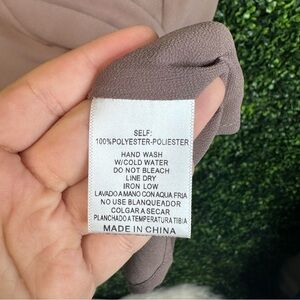 SELF:
100%POLYESTER-POLIESTER
HAND WASH
W/COLD WATER
DO NOT BLEACH
LINE DRY
IRON LOW
LAVADO A MANO CON AQUA FRIA
NO USE BLANQUEADOR
COLGAR A SECAR
PLANCHADO A TEMPERATURA TIBIA
MADE IN CHINA